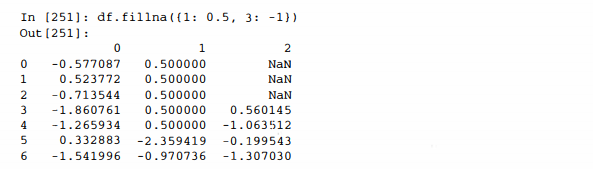 In [251]: df.fillna({1: 0.5, 3: -1})
Out[251]:
0 1 2
0 -0.577087 0.500000 NaN
1 0.523772 0.500000 NaN
2 -0.713544 0.500000 NaN
3 -1.860761 0.500000 0.560145
4 -1.265934 0.500000 -1.063512
5 0.332883 -2.359419 -0.199543
6 -1.541996 -0.970736 -1.307030